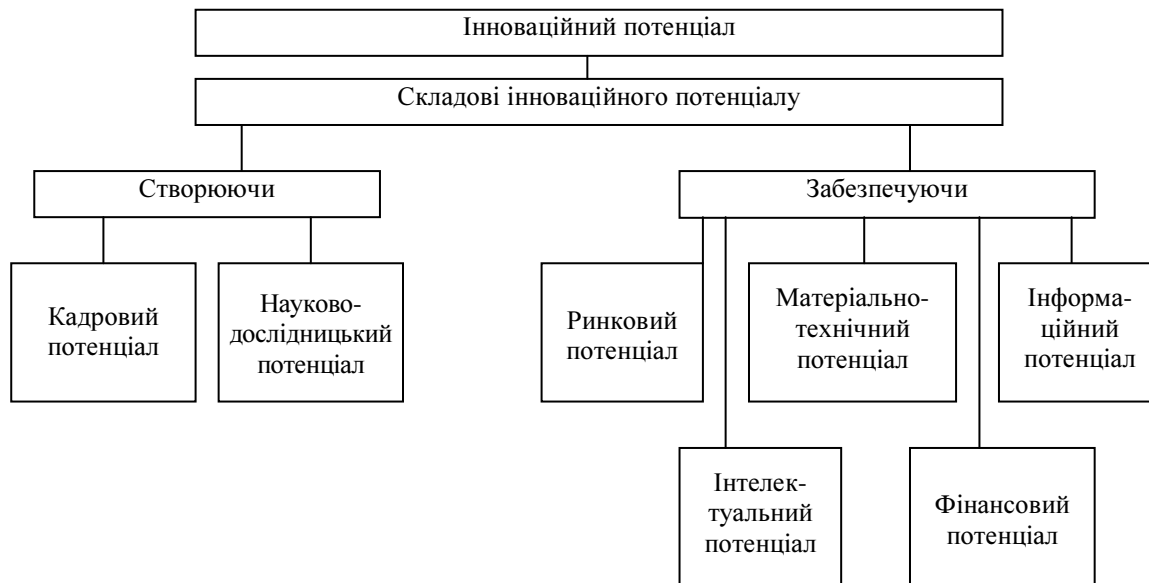 Інноваційний потенціал
Складові інноваційного потенціалу
Створюючи
Забезпечуючи
Кадровий
потенціал
Науково-
дослідницький
потенціал
Ринковий
потенціал
Матеріально-
технічний
потенціал
Інформа-
ційний
потенціал
Інтелек-
туальний
потенціал
Фінансовий
потенціал